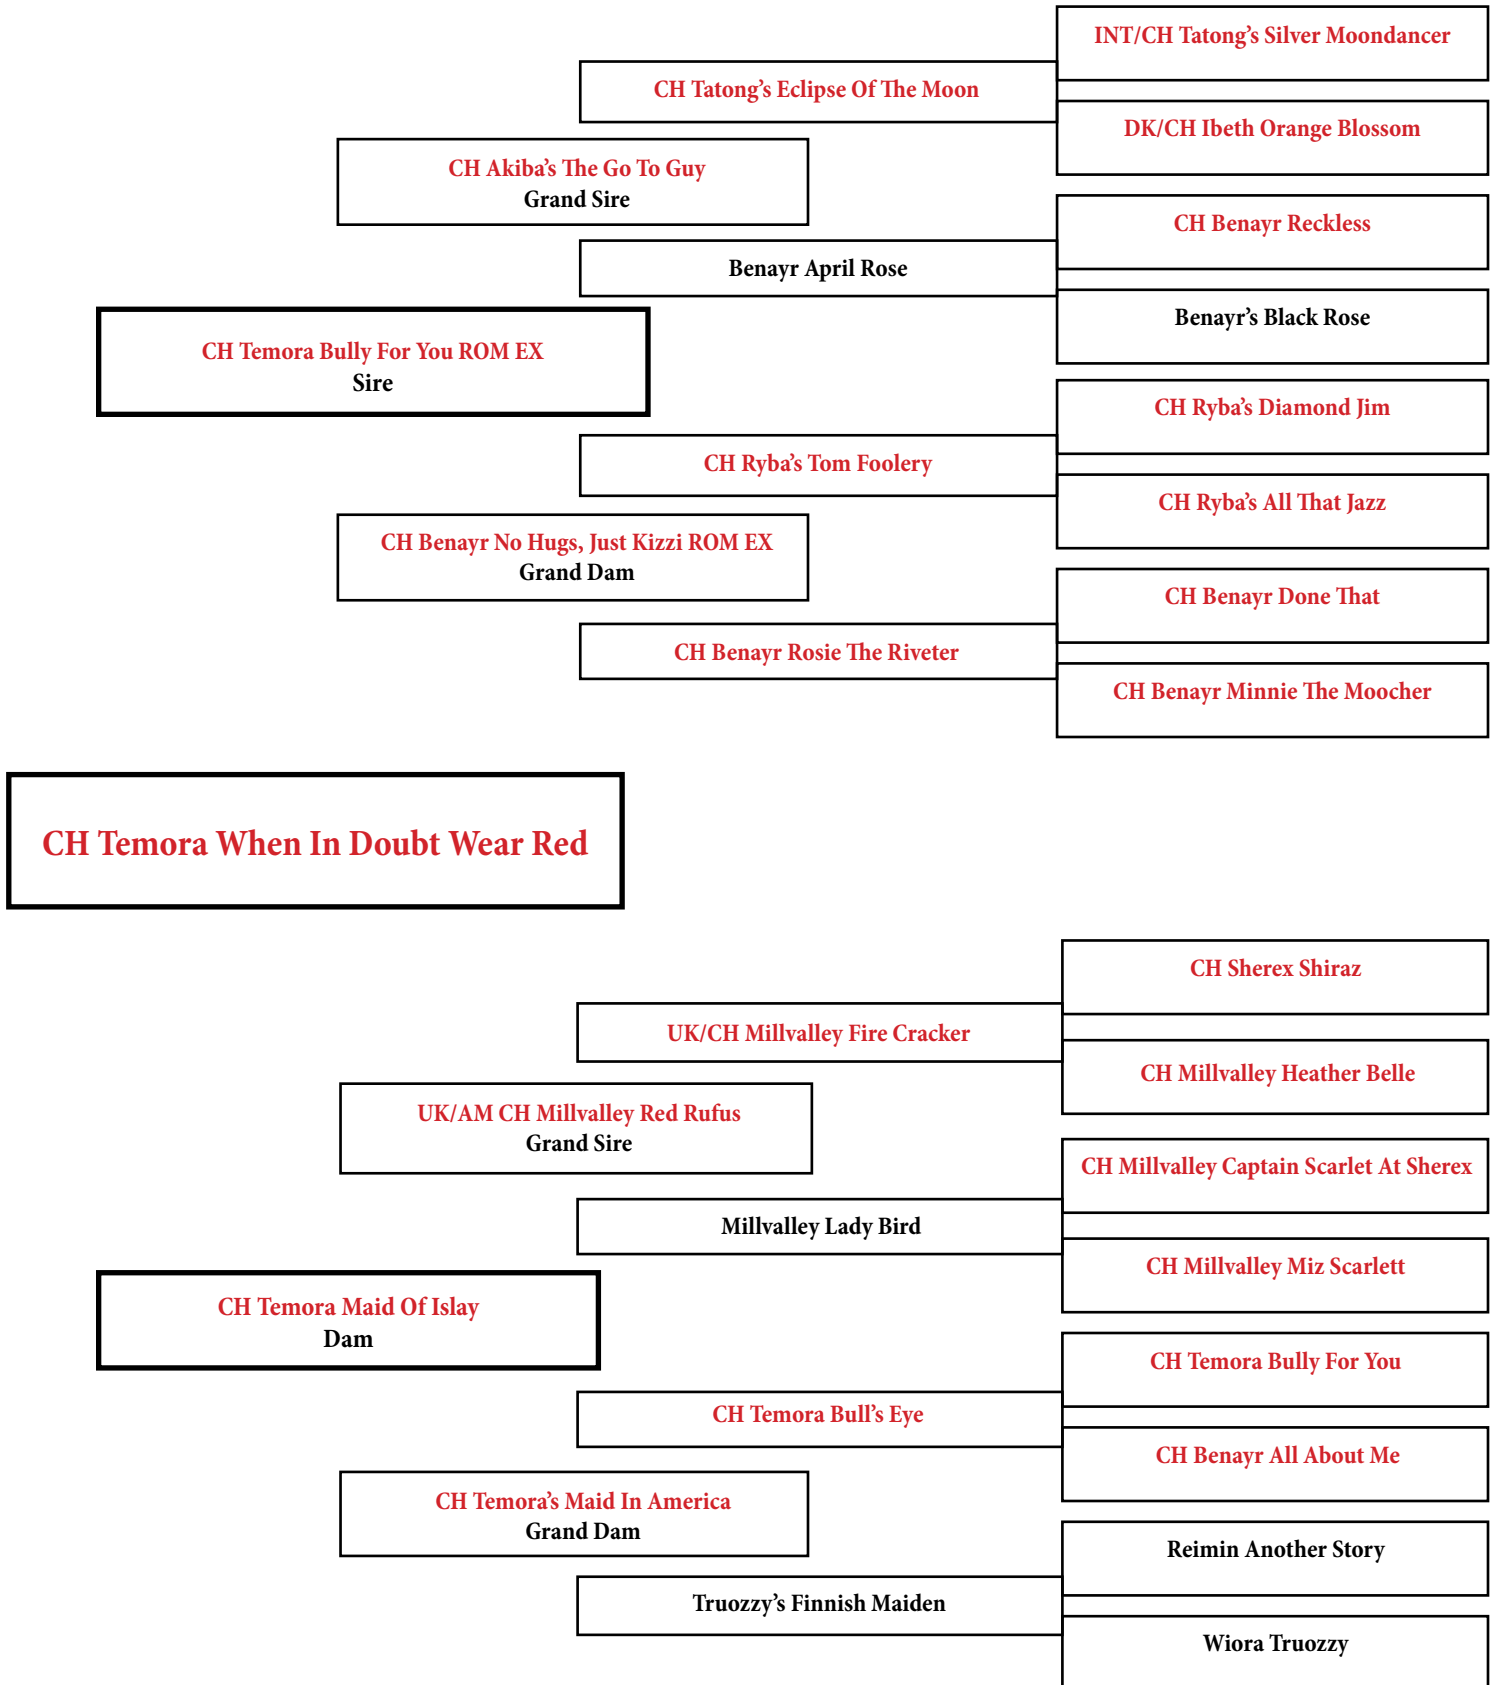 INT/CH Tatong’s Silver Moondancer
CH Tatong’s Eclipse Of The Moon
DK/CH Ibeth Orange Blossom
CH Akiba’s The Go To Guy
Grand Sire
CH Benayr Reckless
Benayr April Rose
Benayr’s Black Rose
CH Temora Bully For You ROM EX
Sire
CH Ryba’s Diamond Jim
CH Ryba’s Tom Foolery
CH Ryba’s All That Jazz
CH Benayr No Hugs, Just Kizzi ROM EX
Grand Dam
CH Benayr Done That
CH Benayr Rosie The Riveter
CH Benayr Minnie The Moocher
CH Temora When In Doubt Wear Red
CH Sherex Shiraz
UK/CH Millvalley Fire Cracker
CH Millvalley Heather Belle
UK/AM CH Millvalley Red Rufus
Grand Sire
CH Millvalley Captain Scarlet At Sherex
Millvalley Lady Bird
CH Millvalley Miz Scarlett
CH Temora Maid Of Islay
Dam
CH Temora Bully For You
CH Temora Bull’s Eye
CH Benayr All About Me
CH Temora’s Maid In America
Grand Dam
Reimin Another Story
Truozzy’s Finnish Maiden
Wiora Truozzy